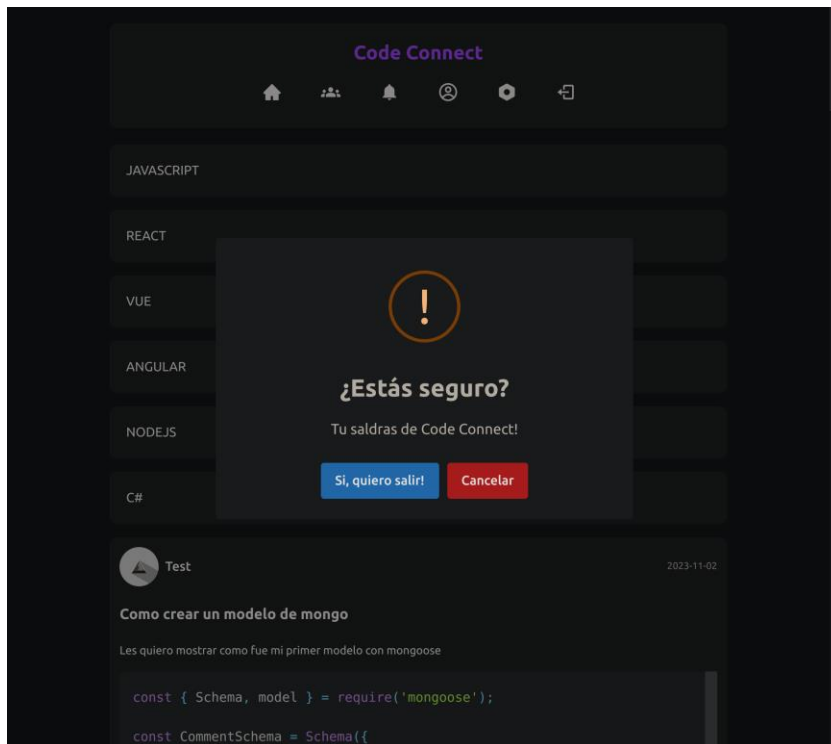 Code Connect
JAVASCRIPT
REACT
VUE
ANGULAR
NODEJS
C#
!
¿Estás seguro?
Tu saldras de Code Connect!
Si, quiero salir!
Cancelar
Test
2023-11-02
Como crear un modelo de mongo
Les quiero mostrar como fue mi primer modelo con mongoose
const { Schema, model } = require('mongoose');
const CommentSchema = Schema({